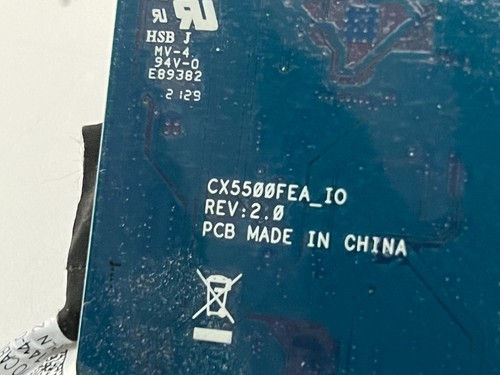 HSB J
MV-4
94V-0
E89382
2129
CX5500FEA_IO
REV:2.0
PCB MADE IN CHINA